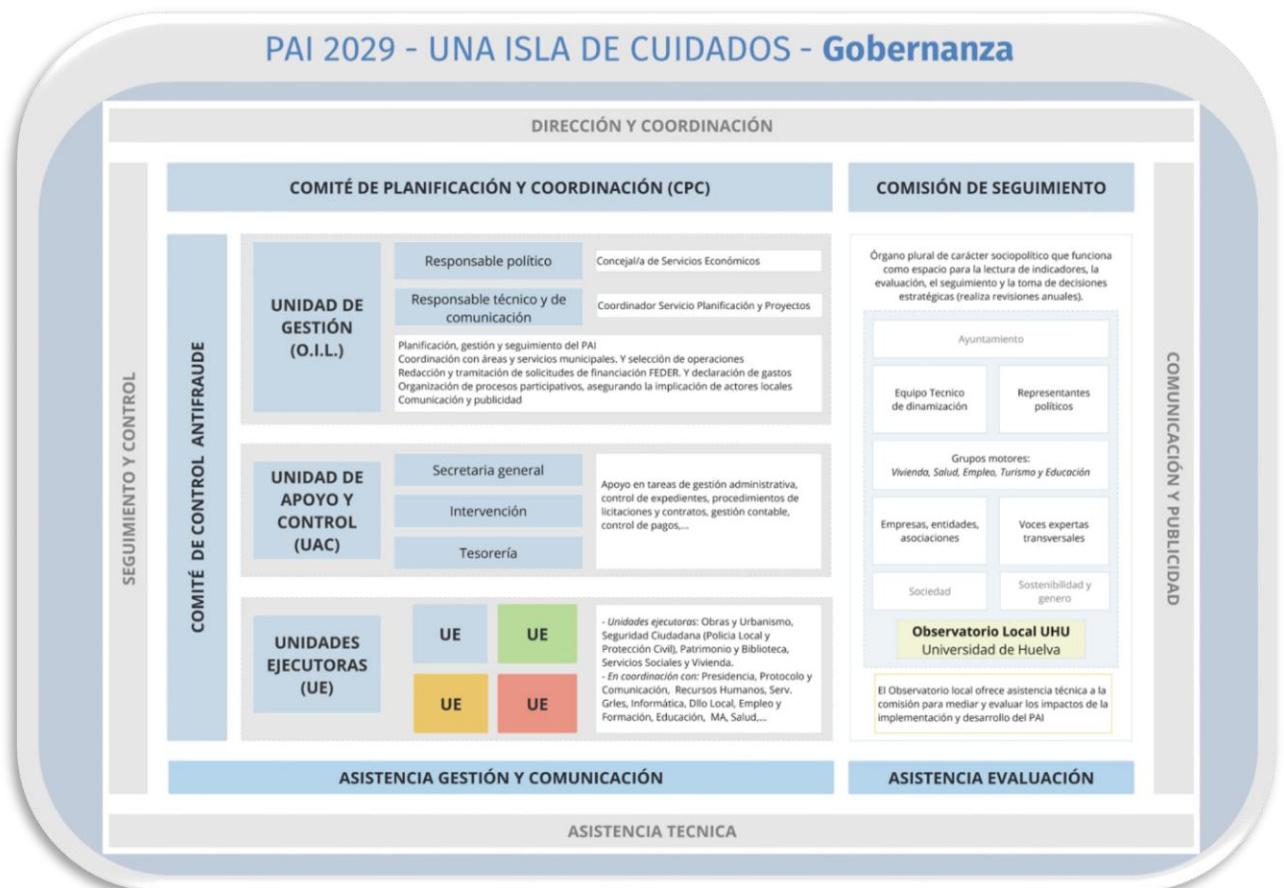 PAI 2029 - UNA ISLA DE CUIDADOS - Gobernanza
DIRECCIÓN Y COORDINACIÓN
SEGUIMIENTO Y CONTROL
COMITÉ DE PLANIFICACIÓN Y COORDINACIÓN (CPC)
COMITÉ DE CONTROL ANTIFRAUDE
UNIDAD DE
GESTIÓN
(O.I.L.)
Responsable político
Concejal/a de Servicios Económicos
Responsable técnico y de
comunicación
Coordinador Servicio Planificación y Proyectos
Planificación, gestión y seguimiento del PAI
Coordinación con áreas y servicios municipales. Y selección de operaciones
Redacción y tramitación de solicitudes de financiación FEDER. Y declaración de gastos
Organización de procesos participativos, asegurando la implicación de actores locales
Comunicación y publicidad
UNIDAD DE
APOYO Y
CONTROL
(UAC)
Secretaria general
Intervención
Tesorería
Apoyo en tareas de gestión administrativa,
control de expedientes, procedimientos de
licitaciones y contratos, gestión contable,
control de pagos,...
UNIDADES
EJECUTORAS
(UE)
UE
UE
UE
UE
- Unidades ejecutoras: Obras y Urbanismo,
Seguridad Ciudadana (Policia Local y
Protección Civil), Patrimonio y Biblioteca,
Servicios Sociales y Vivienda.
- En coordinación con: Presidencia, Protocolo y
Comunicación, Recursos Humanos, Serv.
Grles, Informática, Dllo Local, Empleo y
Formación, Educación, MA, Salud,...
ASISTENCIA GESTIÓN Y COMUNICACIÓN
COMISIÓN DE SEGUIMIENTO
Órgano plural de carácter sociopolítico que funciona
como espacio para la lectura de indicadores, la
evaluación, el seguimiento y la toma de decisiones
estratégicas (realiza revisiones anuales).
Ayuntamiento
Equipo Tecnico
de dinamización
Representantes
políticos
Grupos motores:
Vivienda, Salud, Empleo, Turismo y Educación
Empresas, entidades,
asociaciones
Voces expertas
transversales
Sociedad
Sostenibilidad y
genero
Observatorio Local UHU
Universidad de Huelva
El Observatorio local ofrece asistencia técnica a la
comisión para mediar y evaluar los impactos de la
implementación y desarrollo del PAI
ASISTENCIA EVALUACIÓN
COMUNICACIÓN Y PUBLICIDAD
ASISTENCIA TECNICA